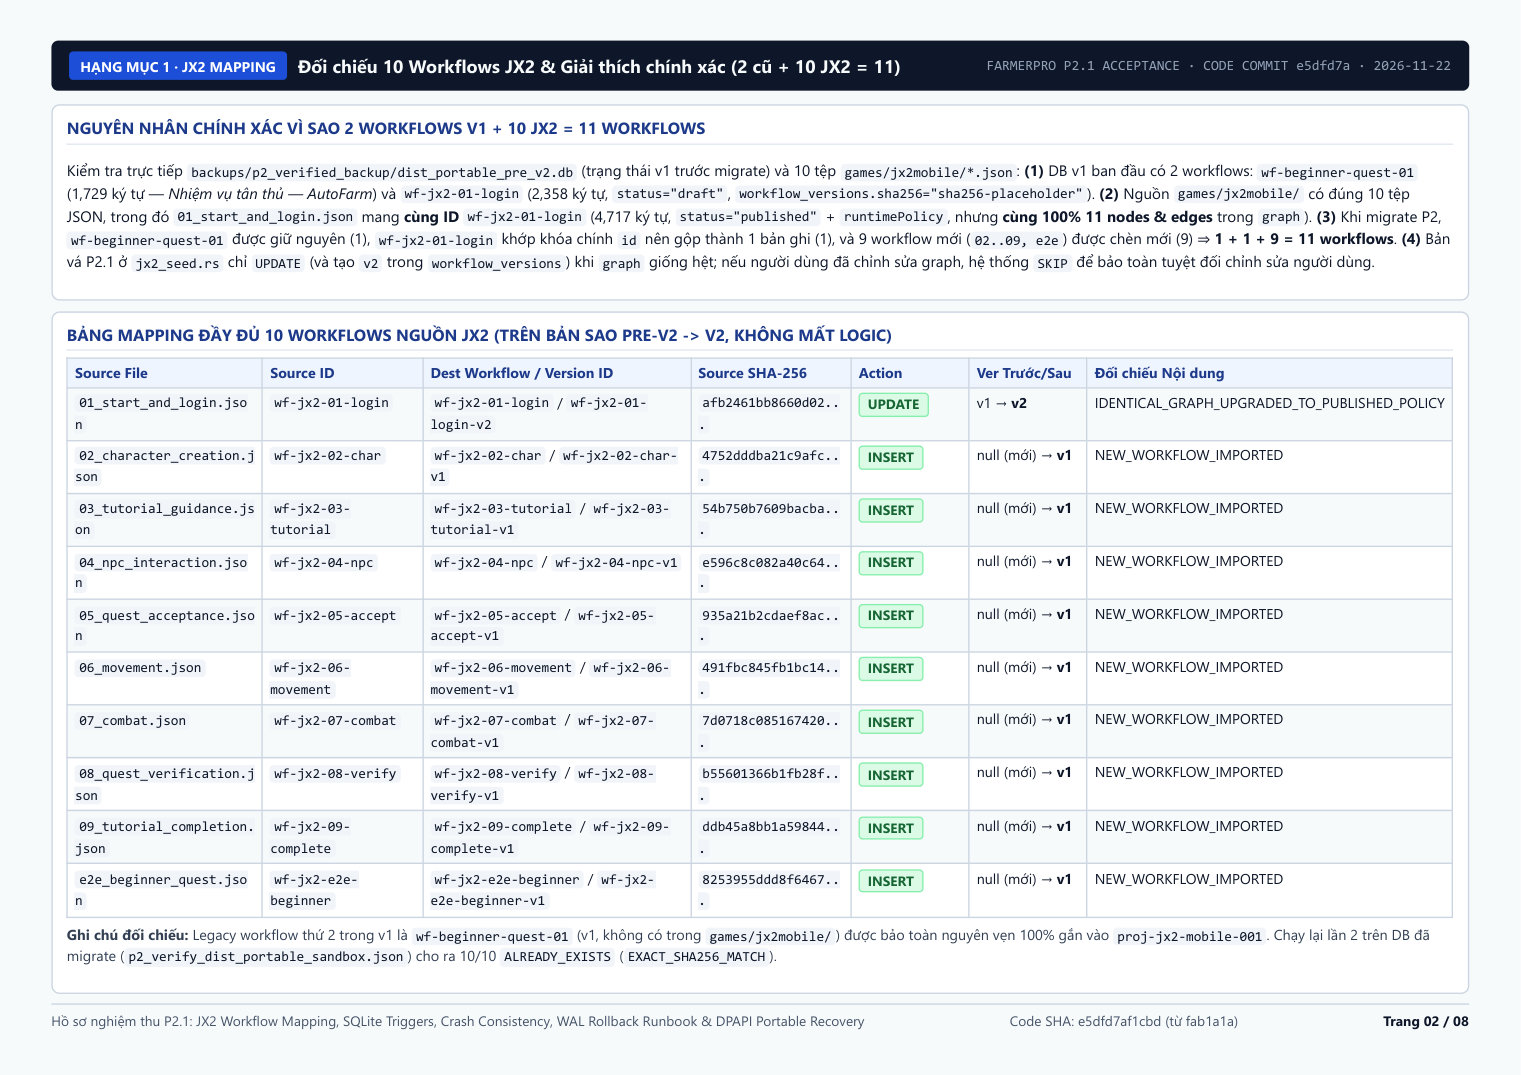 HẠNG MỤC 1 · JX2 MAPPING Đối chiếu 10 Workflows JX2 & Giải thích chính xác (2 cũ + 10 JX2 = 11) FARMERPRO P2.1 ACCEPTANCE · CODE COMMIT e5dfd7a · 2026-11-22
NGUYÊN NHÂN CHÍNH XÁC VÌ SAO 2 WORKFLOWS V1 + 10 JX2 = 11 WORKFLOWS
Kiểm tra trực tiếp backups/p2_verified_backup/dist_portable_pre_v2.db (trạng thái v1 trước migrate) và 10 tệp games/jx2mobile/*.json: (1) DB v1 ban đầu có 2 workflows: wf-beginner-quest-01
(1,729 ký tự — Nhiệm vụ tân thủ — AutoFarm) và wf-jx2-01-login (2,358 ký tự, status="draft", workflow_versions.sha256="sha256-placeholder"). (2) Nguồn games/jx2mobile/ có đúng 10 tệp
JSON, trong đó 01_start_and_login.json mang cùng ID wf-jx2-01-login (4,717 ký tự, status="published" + runtimePolicy, nhưng cùng 100% 11 nodes & edges trong graph). (3) Khi migrate P2,
wf-beginner-quest-01 được giữ nguyên (1), wf-jx2-01-login khớp khóa chính id nên gộp thành 1 bản ghi (1), và 9 workflow mới (02..09, e2e) được chèn mới (9) ⇒ 1 + 1 + 9 = 11 workflows. (4) Bản
vá P2.1 ở jx2_seed.rs chỉ UPDATE (và tạo v2 trong workflow_versions) khi graph giống hệt; nếu người dùng đã chỉnh sửa graph, hệ thống SKIP để bảo toàn tuyệt đối chỉnh sửa người dùng.
BẢNG MAPPING ĐẦY ĐỦ 10 WORKFLOWS NGUỒN JX2 (TRÊN BẢN SAO PRE-V2 -> V2, KHÔNG MẤT LOGIC)
Source File Source ID Dest Workflow / Version ID Source SHA-256 Action Ver Trước/Sau Đối chiếu Nội dung
01_start_and_login.jso wf-jx2-01-login wf-jx2-01-login / wf-jx2-01- afb2461bb8660d02.. UPDATE v1 → v2 IDENTICAL_GRAPH_UPGRADED_TO_PUBLISHED_POLICY
n login-v2 .
02_character_creation.j wf-jx2-02-char wf-jx2-02-char / wf-jx2-02-char- 4752dddba21c9afc.. INSERT null (mới) → v1 NEW_WORKFLOW_IMPORTED
son v1 .
03_tutorial_guidance.js wf-jx2-03- wf-jx2-03-tutorial / wf-jx2-03- 54b750b7609bacba.. INSERT null (mới) → v1 NEW_WORKFLOW_IMPORTED
on tutorial tutorial-v1 .
04_npc_interaction.jso wf-jx2-04-npc wf-jx2-04-npc / wf-jx2-04-npc-v1 e596c8c082a40c64.. INSERT null (mới) → v1 NEW_WORKFLOW_IMPORTED
n .
05_quest_acceptance.jso wf-jx2-05-accept wf-jx2-05-accept / wf-jx2-05- 935a21b2cdaef8ac.. INSERT null (mới) → v1 NEW_WORKFLOW_IMPORTED
n accept-v1 .
06_movement.json wf-jx2-06- wf-jx2-06-movement / wf-jx2-06- 491fbc845fb1bc14.. INSERT null (mới) → v1 NEW_WORKFLOW_IMPORTED
movement movement-v1 .
07_combat.json wf-jx2-07-combat wf-jx2-07-combat / wf-jx2-07- 7d0718c085167420.. INSERT null (mới) → v1 NEW_WORKFLOW_IMPORTED
combat-v1 .
08_quest_verification.j wf-jx2-08-verify wf-jx2-08-verify / wf-jx2-08- b55601366b1fb28f.. INSERT null (mới) → v1 NEW_WORKFLOW_IMPORTED
son verify-v1 .
09_tutorial_completion. wf-jx2-09- wf-jx2-09-complete / wf-jx2-09- ddb45a8bb1a59844.. INSERT null (mới) → v1 NEW_WORKFLOW_IMPORTED
json complete complete-v1 .
e2e_beginner_quest.jso wf-jx2-e2e- wf-jx2-e2e-beginner / wf-jx2- 8253955ddd8f6467.. INSERT null (mới) → v1 NEW_WORKFLOW_IMPORTED
n beginner e2e-beginner-v1 .
Ghi chú đối chiếu: Legacy workflow thứ 2 trong v1 là wf-beginner-quest-01 (v1, không có trong games/jx2mobile/) được bảo toàn nguyên vẹn 100% gắn vào proj-jx2-mobile-001. Chạy lại lần 2 trên DB đã
migrate (p2_verify_dist_portable_sandbox.json) cho ra 10/10 ALREADY_EXISTS (EXACT_SHA256_MATCH).
Hồ sơ nghiệm thu P2.1: JX2 Workflow Mapping, SQLite Triggers, Crash Consistency, WAL Rollback Runbook & DPAPI Portable Recovery Code SHA: e5dfd7af1cbd (từ fab1a1a) Trang 02 / 08